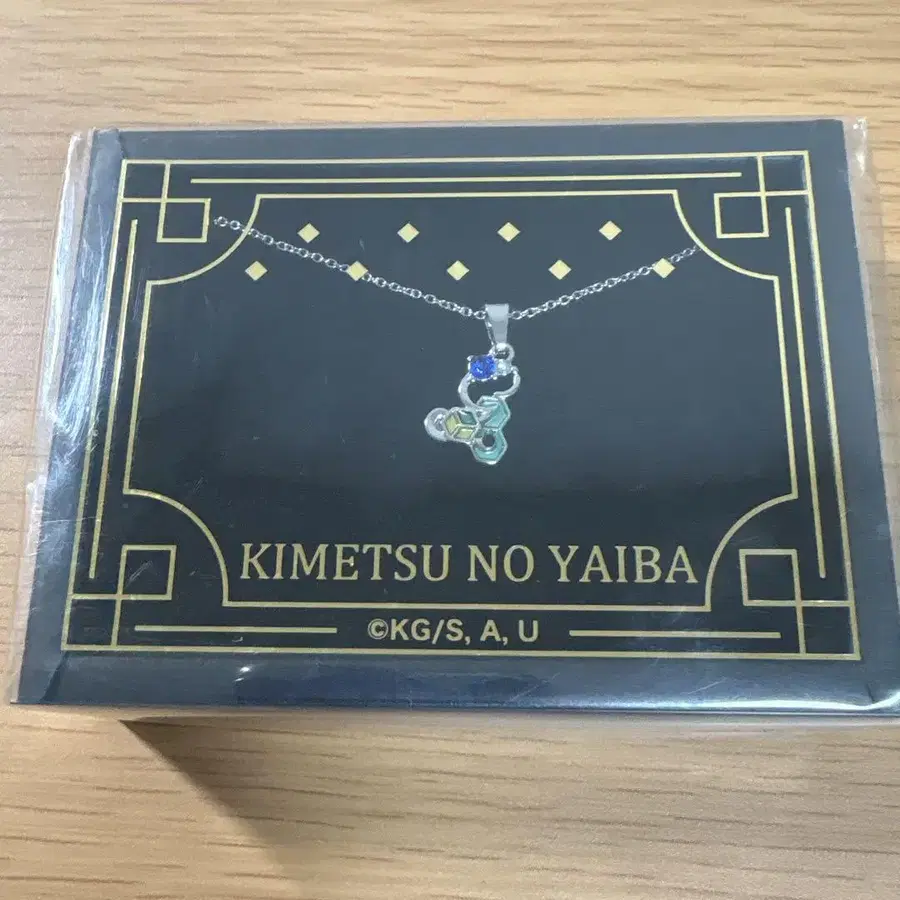 KIMETSU NO YAIBA
©KG/S, A, U